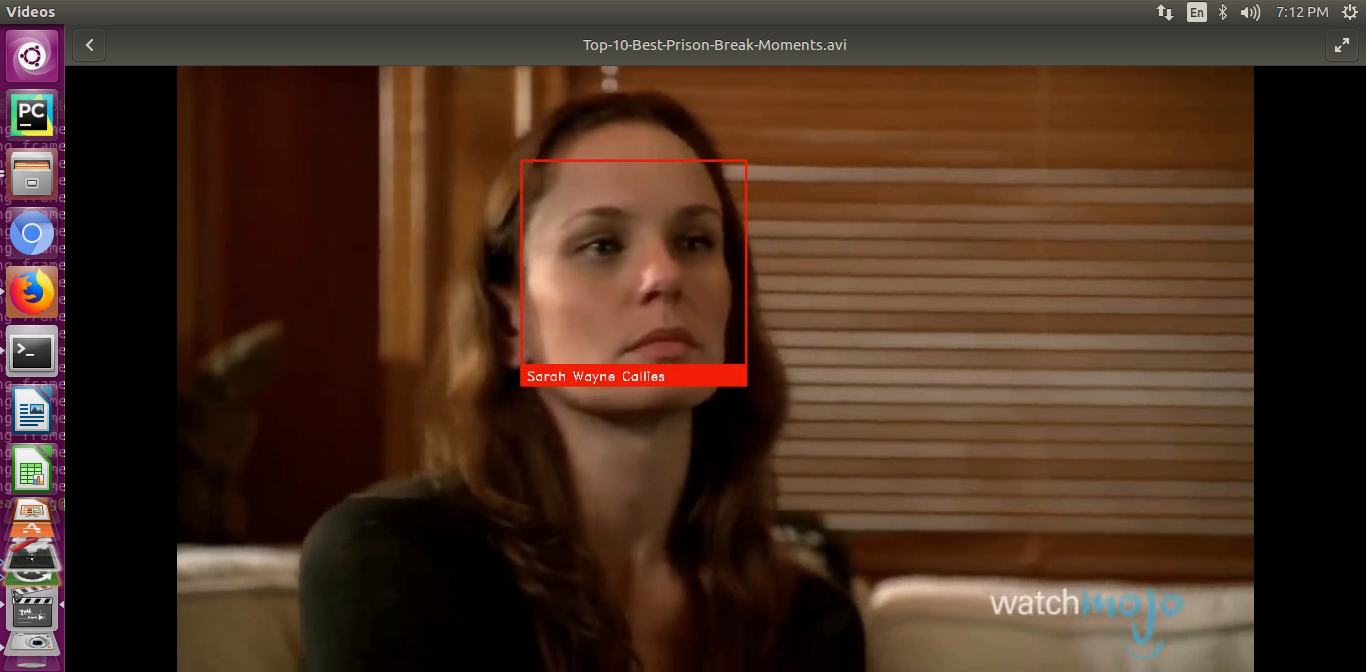 Videos
En
7:12 PM
Top-10-Best-Prison-Break-Moments.avi
PC
>_
Sarah Wayne Callies
watchmojo